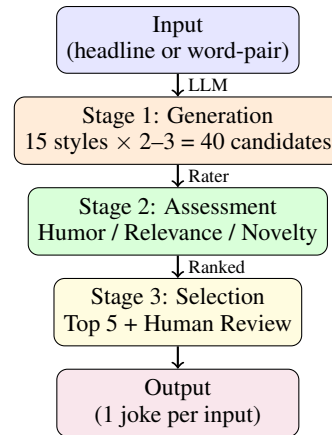 Input
(headline or word-pair)
LLM
Stage 1: Generation
15 styles × 2–3 = 40 candidates
Rater
Stage 2: Assessment
Humor / Relevance / Novelty
Ranked
Stage 3: Selection
Top 5 + Human Review
Output
(1 joke per input)